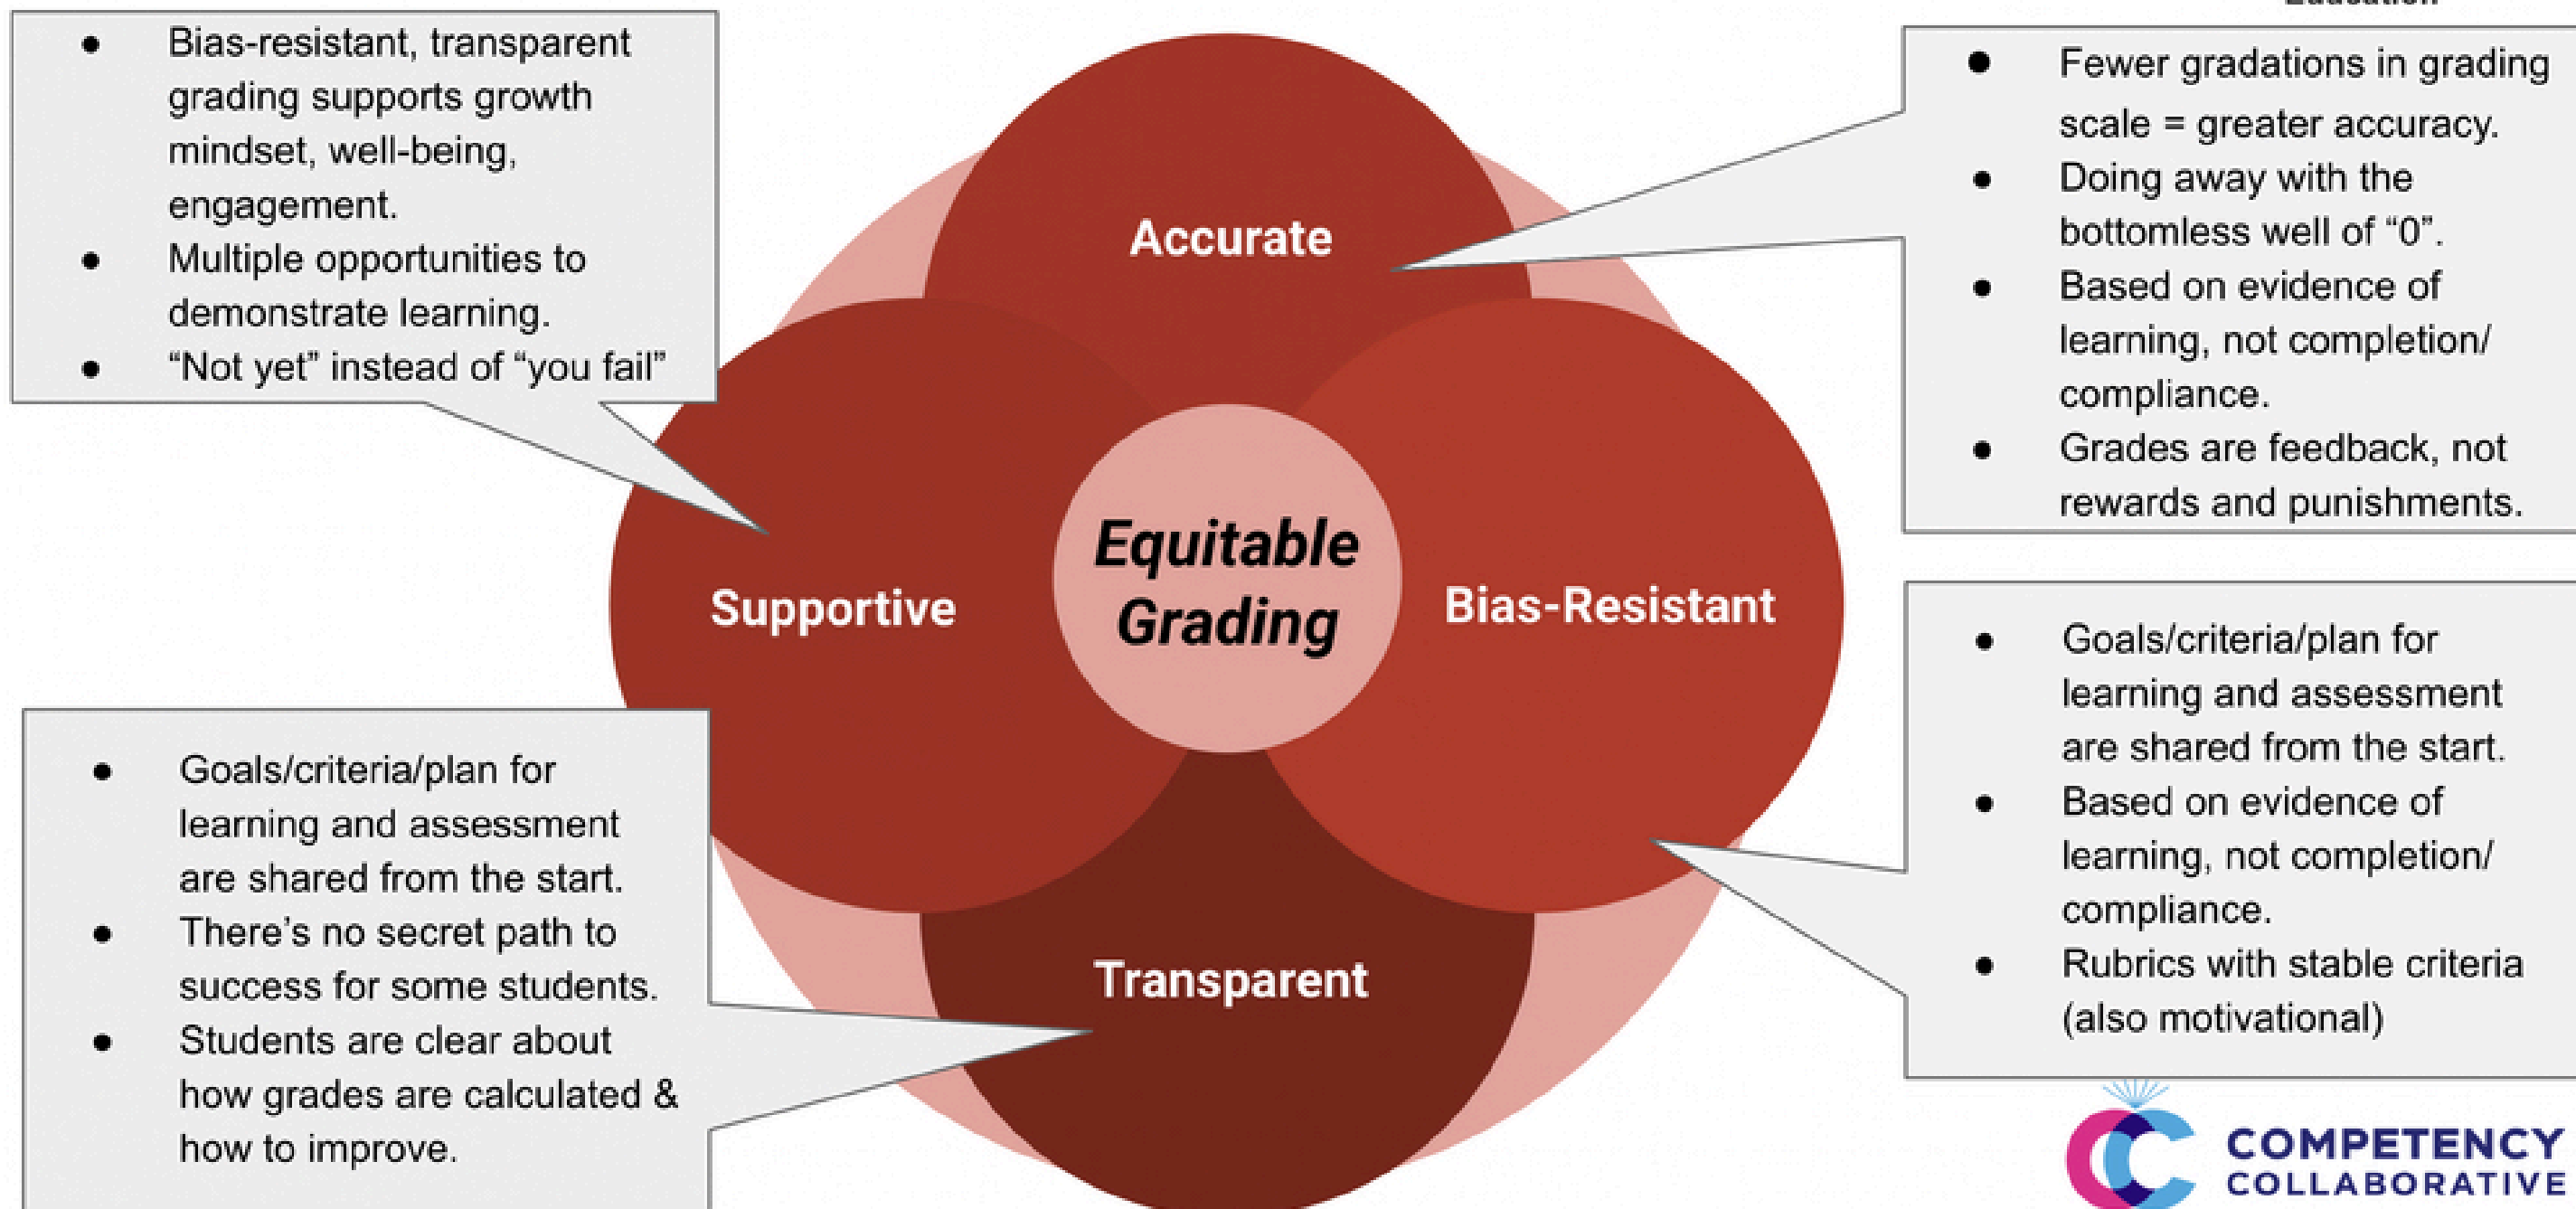 Education
• Bias-resistant, transparent
grading supports growth
mindset, well-being,
engagement.
• Multiple opportunities to
demonstrate learning.
• “Not yet” instead of “you fail”
• Fewer gradations in grading
scale = greater accuracy.
• Doing away with the
bottomless well of “0”.
• Based on evidence of
learning, not completion/
compliance.
• Grades are feedback, not
rewards and punishments.
Accurate
Supportive
Equitable
Grading
Bias-Resistant
Transparent
• Goals/criteria/plan for
learning and assessment
are shared from the start.
• There’s no secret path to
success for some students.
• Students are clear about
how grades are calculated &
how to improve.
• Goals/criteria/plan for
learning and assessment
are shared from the start.
• Based on evidence of
learning, not completion/
compliance.
• Rubrics with stable criteria
(also motivational)
COMPETENCY
COLLABORATIVE